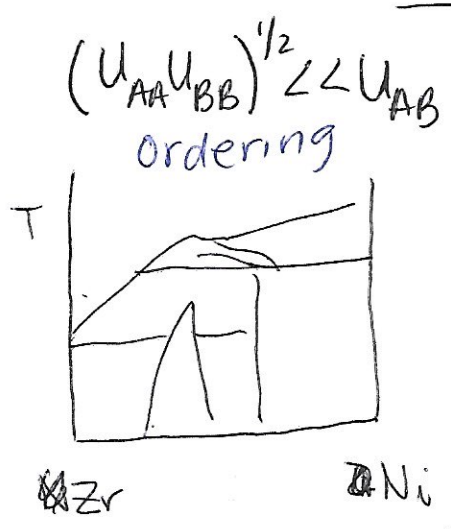 (U_AA U_BB)^1/2 << U_AB
ordering
T
Zr Ni